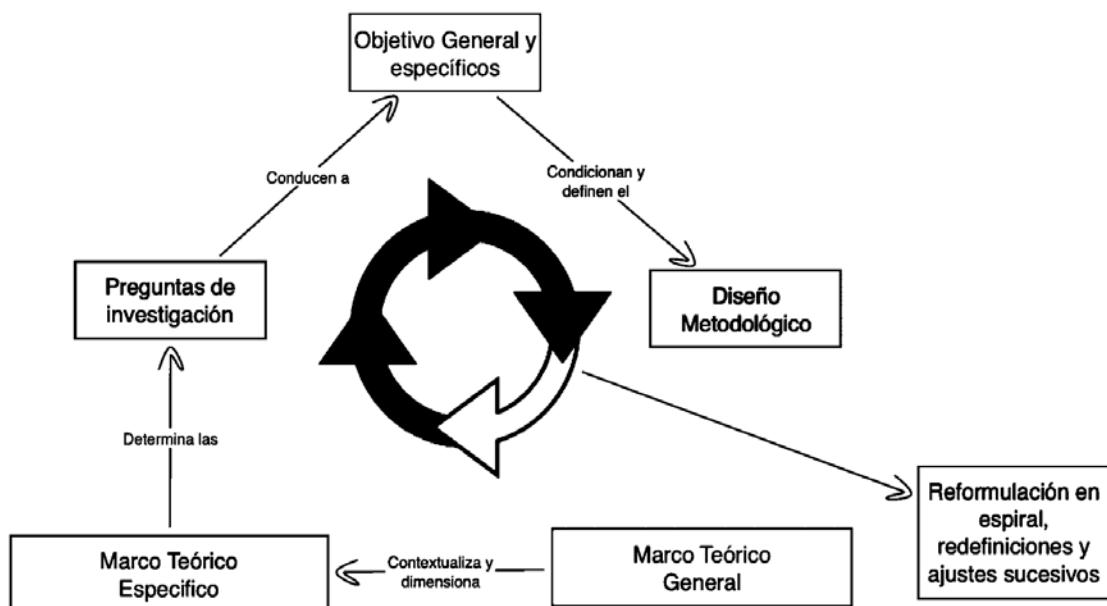 Objetivo General y
específicos
Conducen a
Condicionan y
definen el
Preguntas de
investigación
Diseño
Metodológico
Determina las
Reformulación en
espiral,
redefiniciones y
ajustes sucesivos
Marco Teórico
Especifico
Contextualiza y
dimensiona
Marco Teórico
General